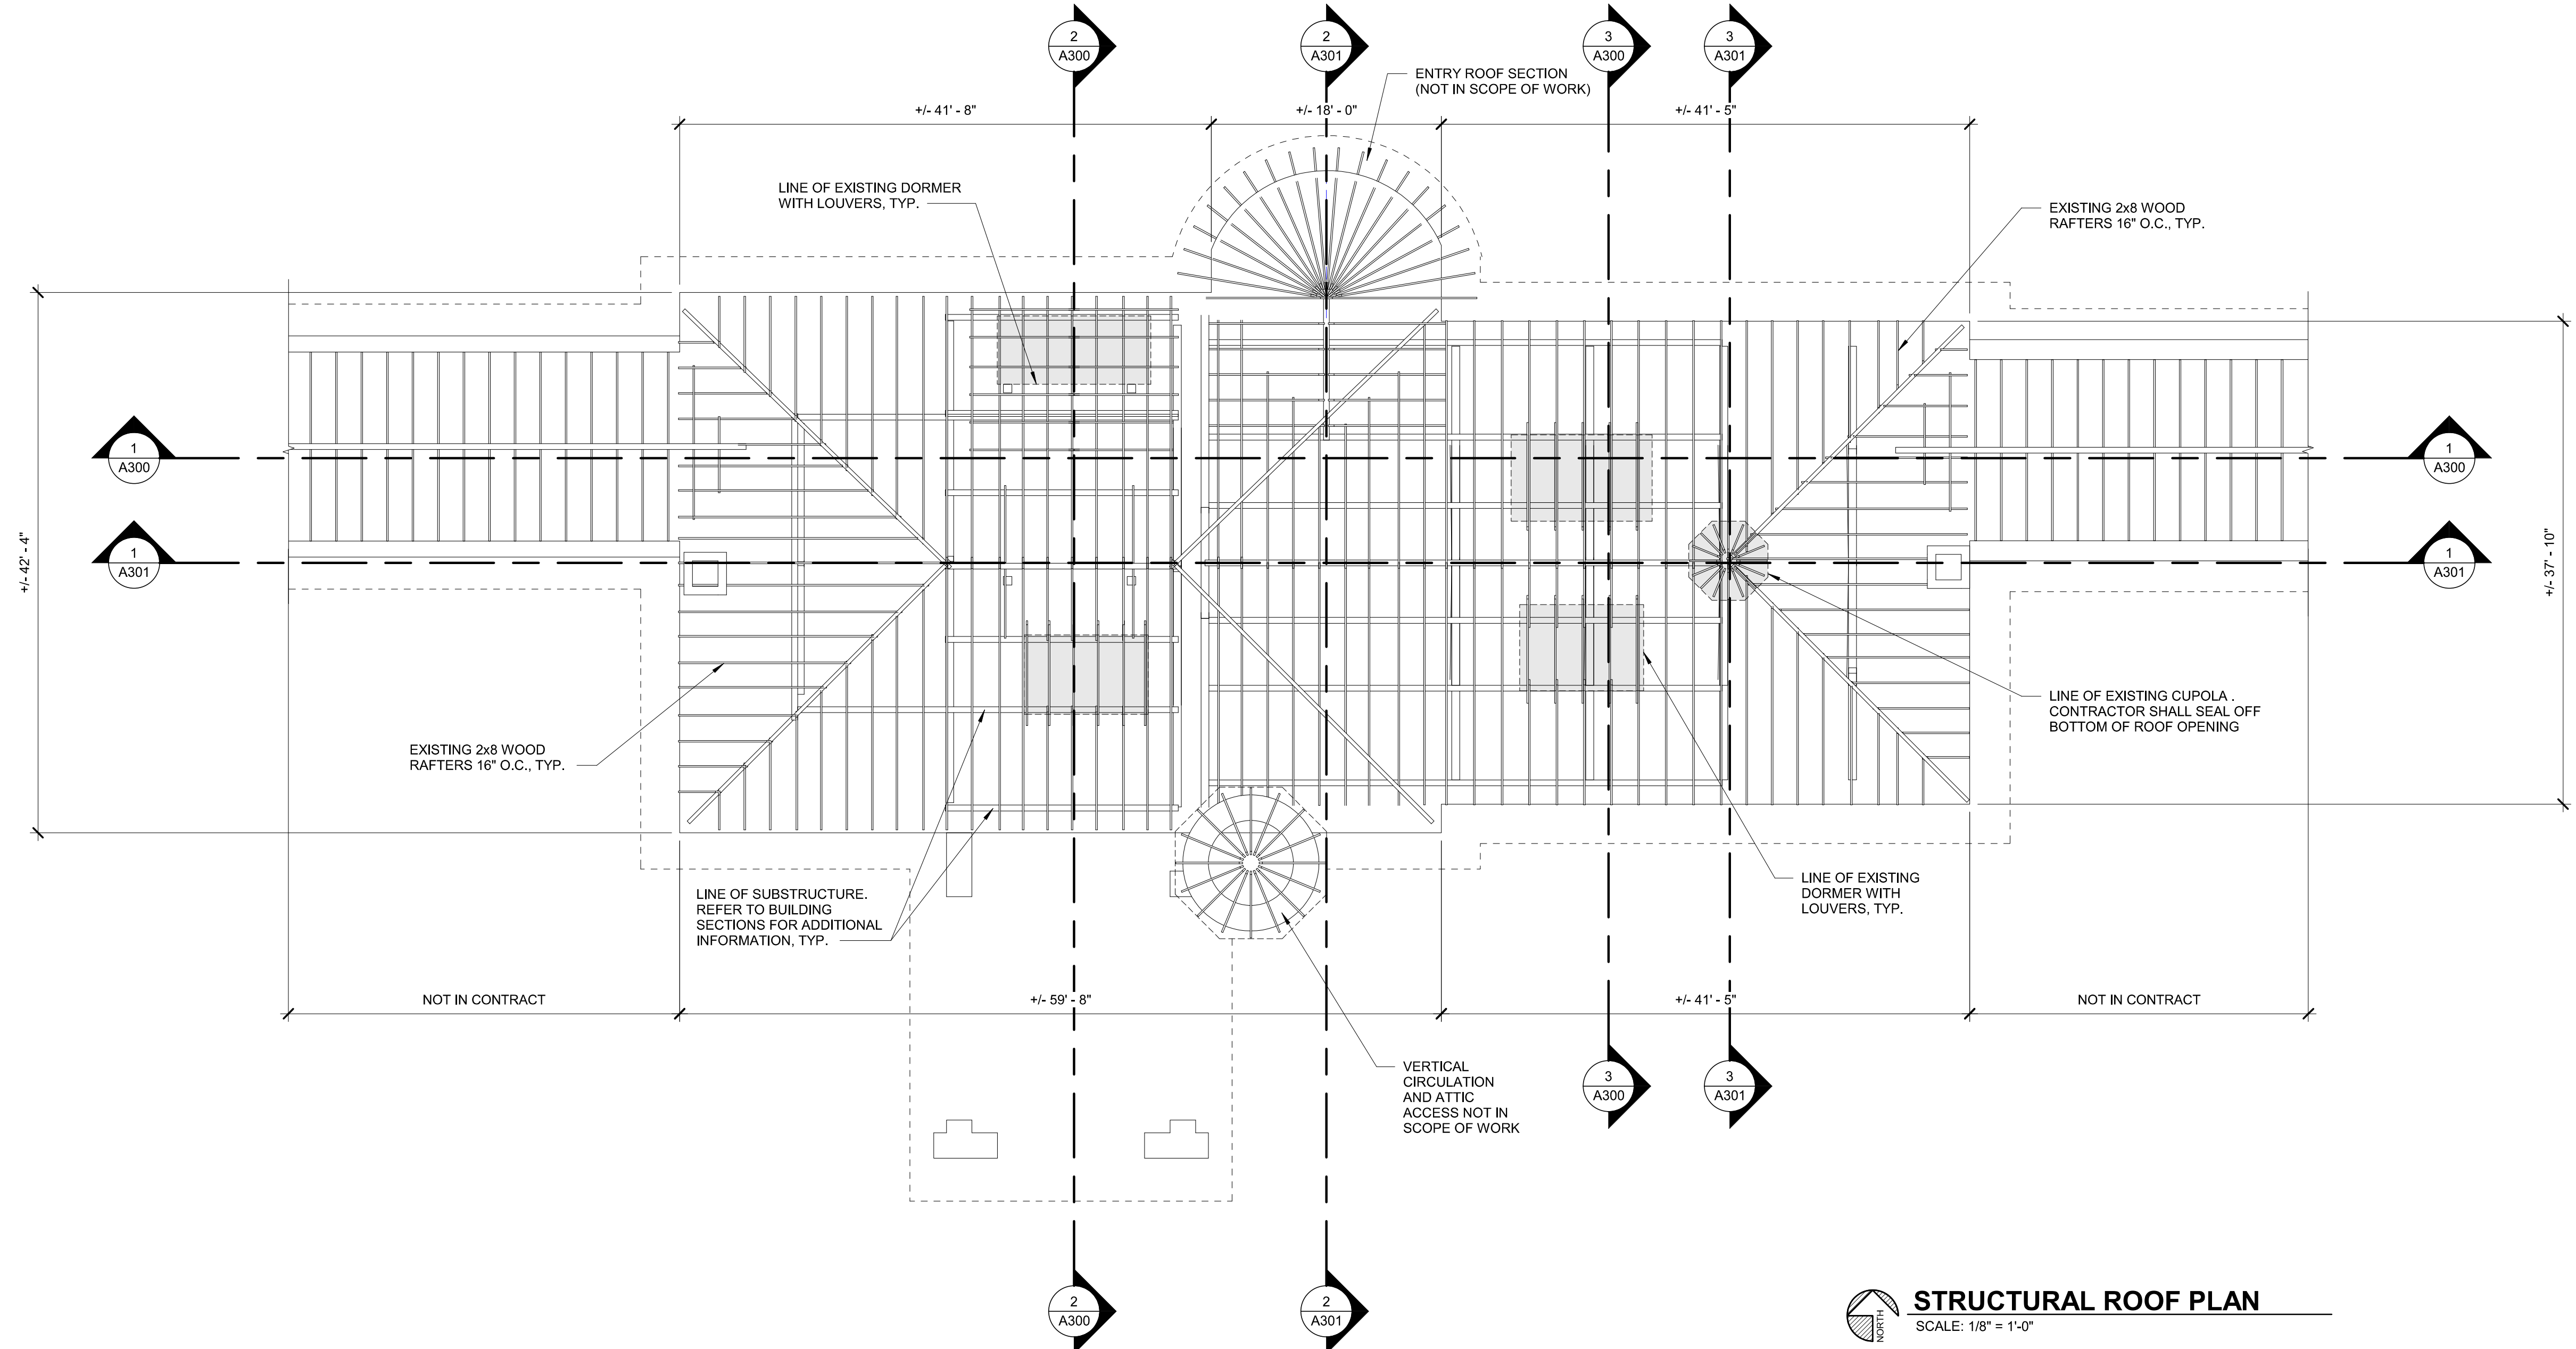 2
A300
2
A301
3
A300
3
A301
ENTRY ROOF SECTION
(NOT IN SCOPE OF WORK)
+/- 41' - 8"
+/- 18' - 0"
+/- 41' - 5"
LINE OF EXISTING DORMER
WITH LOUVERS, TYP.
EXISTING 2x8 WOOD
RAFTERS 16" O.C., TYP.
1
A300
1
A300
1
A301
1
A301
+/- 42' - 4"
+/- 37' - 10"
EXISTING 2x8 WOOD
RAFTERS 16" O.C., TYP.
LINE OF EXISTING CUPOLA .
CONTRACTOR SHALL SEAL OFF
BOTTOM OF ROOF OPENING
LINE OF SUBSTRUCTURE.
REFER TO BUILDING
SECTIONS FOR ADDITIONAL
INFORMATION, TYP.
LINE OF EXISTING
DORMER WITH
LOUVERS, TYP.
NOT IN CONTRACT
+/- 59' - 8"
+/- 41' - 5"
NOT IN CONTRACT
VERTICAL
CIRCULATION
AND ATTIC
ACCESS NOT IN
SCOPE OF WORK
3
A300
3
A301
2
A300
2
A301
NORTH
STRUCTURAL ROOF PLAN
SCALE: 1/8" = 1'-0"